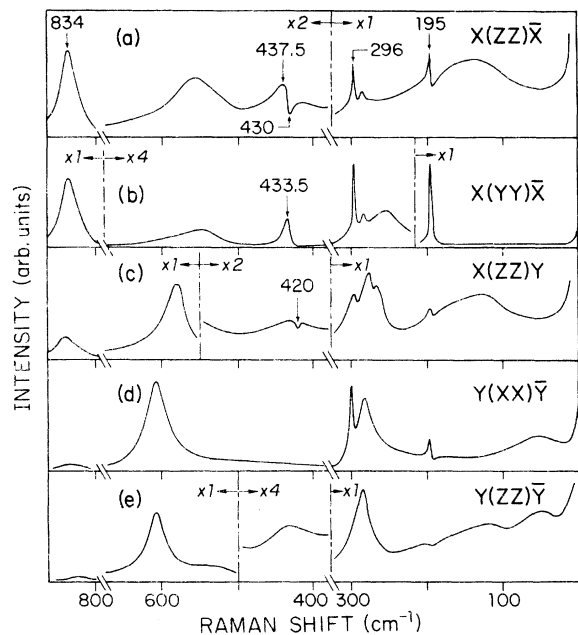 834
(a)
x2 x1
437.5
430
296
195
X(ZZ)X̄
x1 x4
(b)
433.5
x1
X(YY)X̄
(c)
x1 x2
420
x1
X(ZZ)Y
(d)
Y(XX)Ȳ
(e)
x1 x4
x1
Y(ZZ)Ȳ
INTENSITY (arb. units)
800 600 400 300 100
RAMAN SHIFT (cm⁻¹)